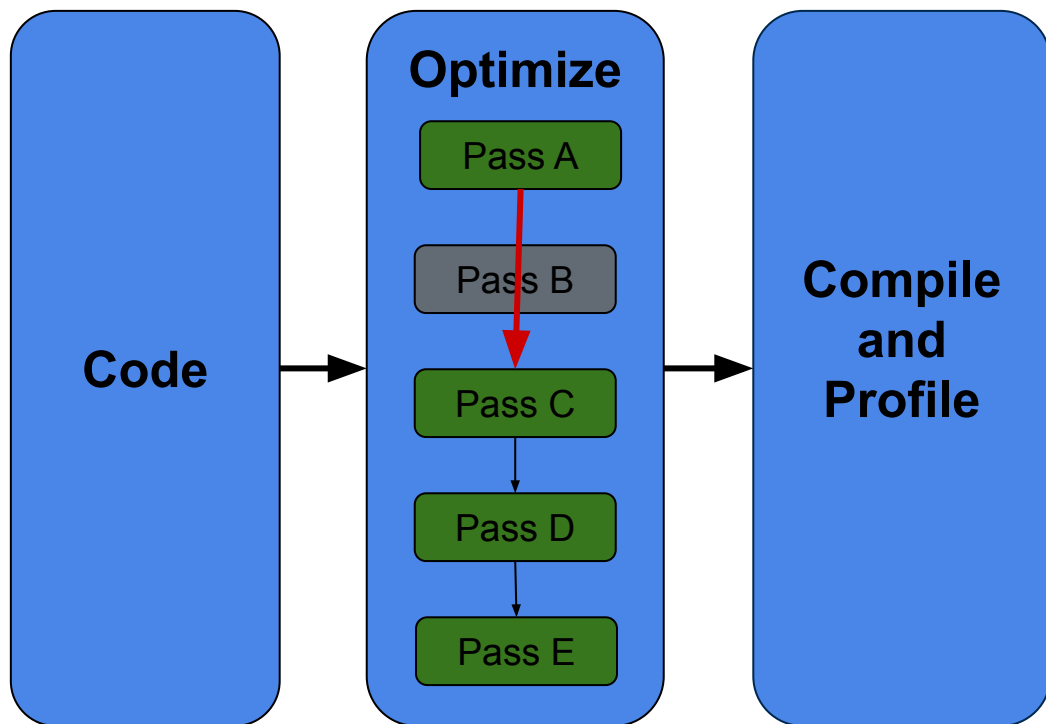 Code
Optimize
Pass A
Pass B
Pass C
Pass D
Pass E
Compile
and
Profile